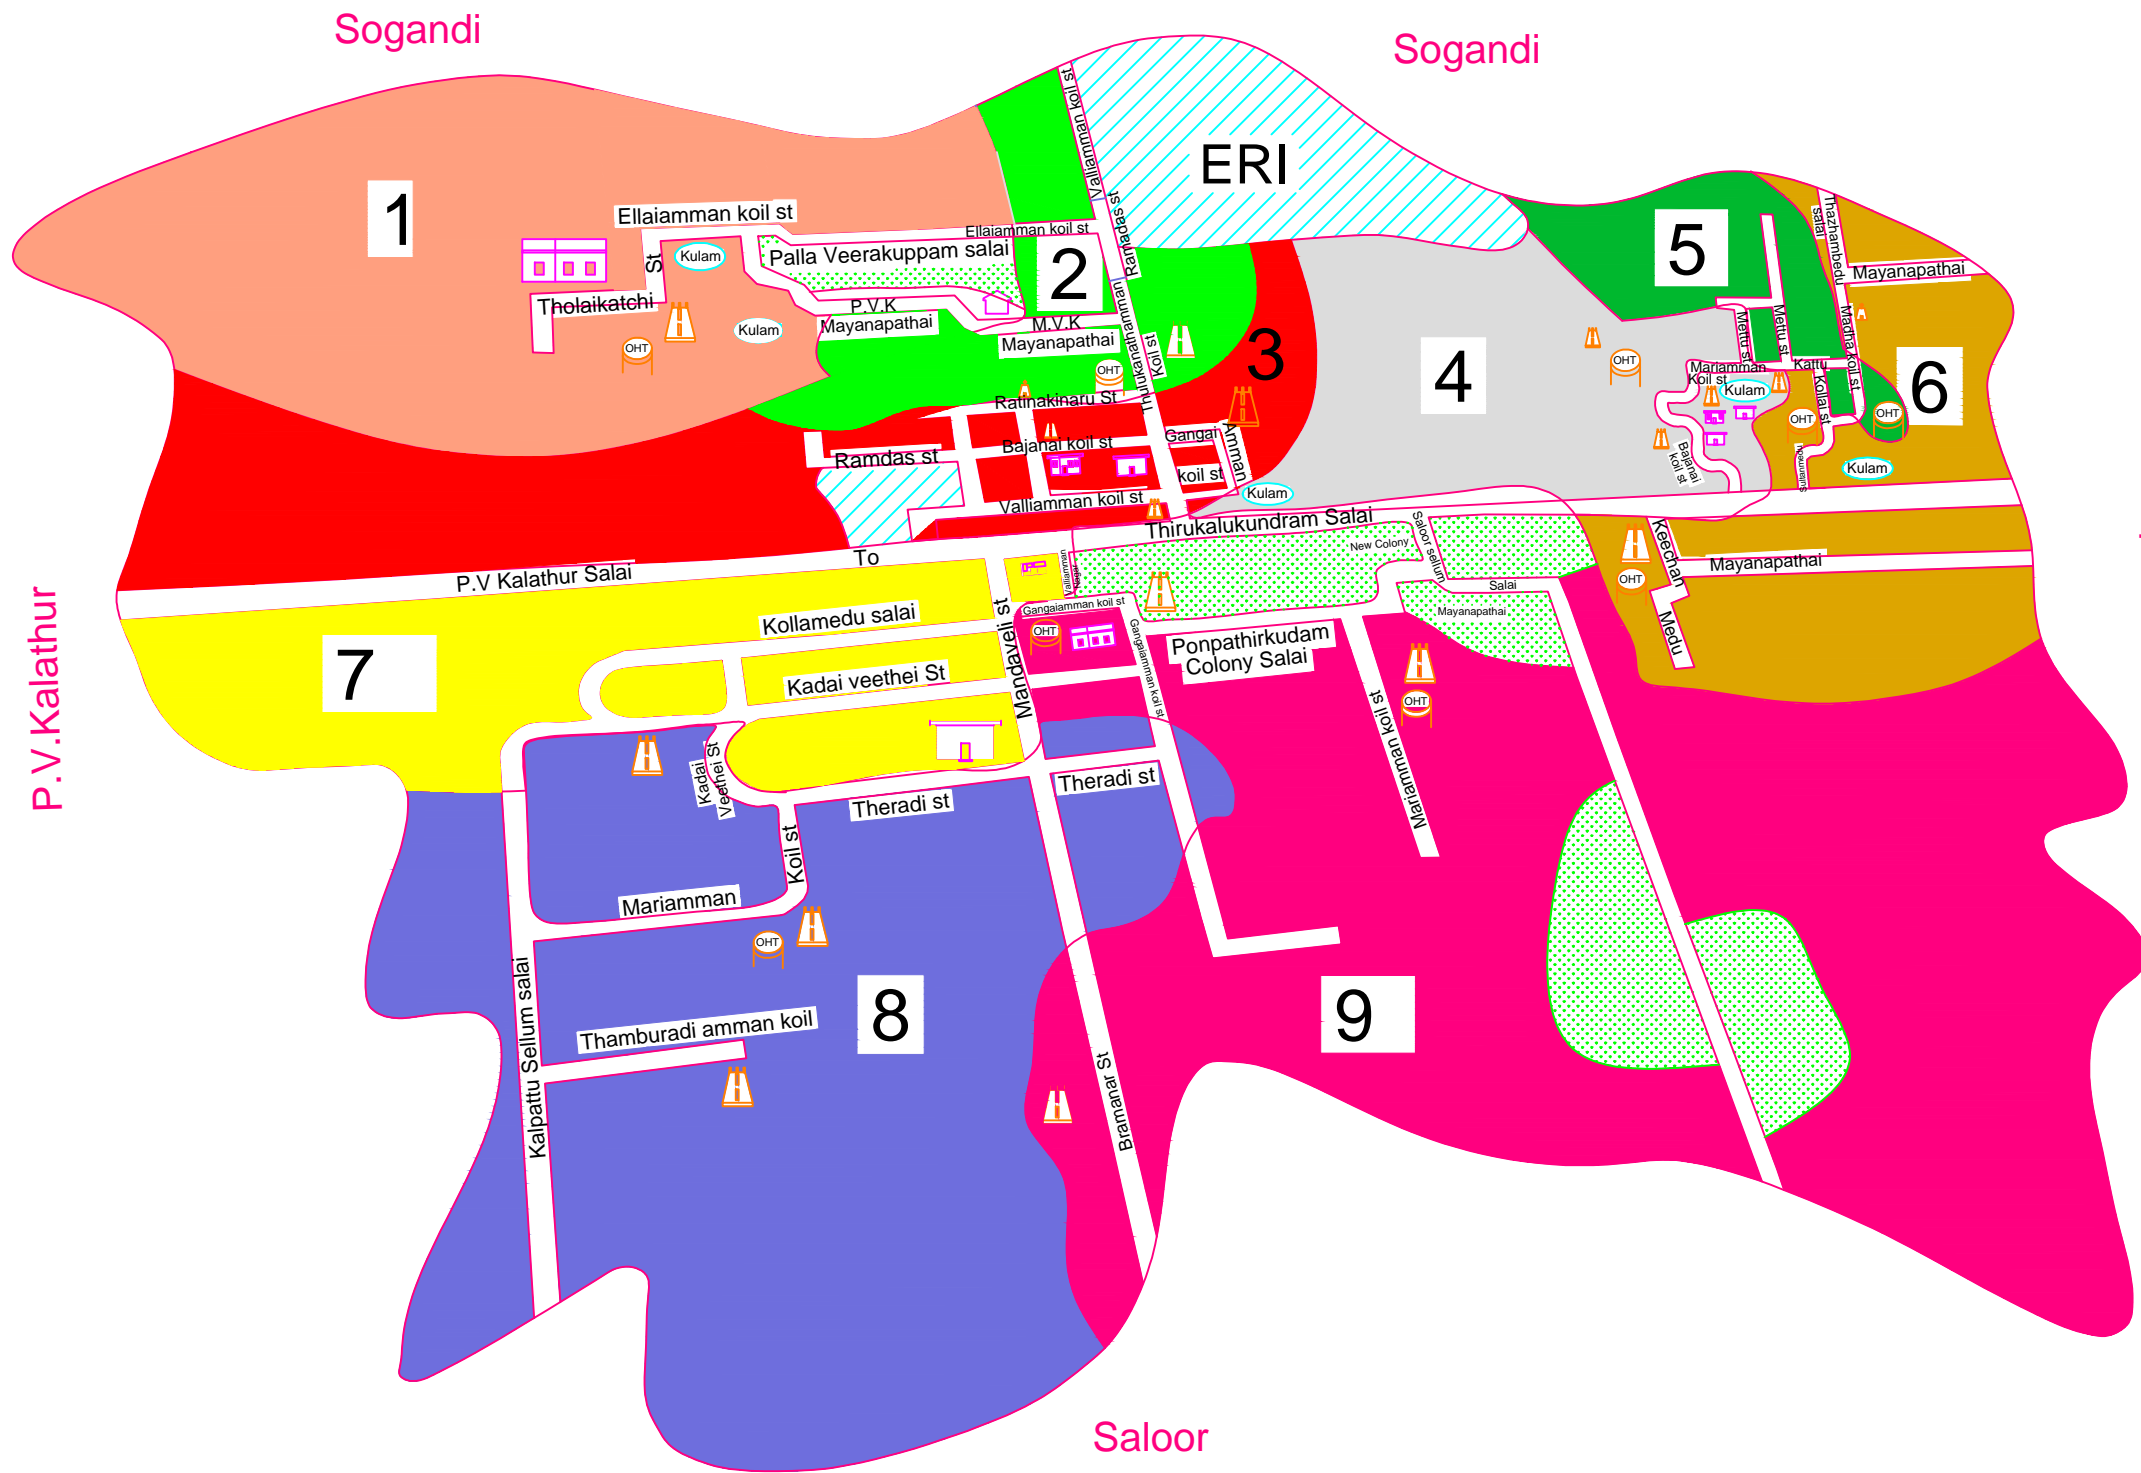 Sogandi
Sogandi
Valliamman koil st
ERI
1
Ellaiamman koil st
Ellaiamman koil st
Ramadas st
Palla Veerakuppam salai
St
Kulam
2
Tholaikatchi
P.V.K
Mayanapathai
M.V.K
Mayanapathai
Kulam
OHT
OHT
Thulukanathamman
Koil st
3
4
5
Thazhambedu
salai
Mayanapathai
Mettu st
Mettu st
Madha koil st
Mariamman
Koil st
Kattu
Kollai st
Kulam
OHT
OHT
OHT
6
Kulam
Bajanai
koil st
Ratinakinaru St
Bajanai koil st
Ramdas st
Gangai
Amman
koil st
Valliamman koil st
Kulam
Thirukalukundram Salai
To
P.V Kalathur Salai
New Colony
Saloor sellum
Salai
Mayanapathai
Keechan
Medu
OHT
Mayanapathai
P.V.Kalathur
7
Kollamedu salai
Kadai veethei St
Mandaveli st
Gangaiamman koil st
Gangaiamman koil st
OHT
Ponpathirkudam
Colony Salai
Mariamman koil st
OHT
Kadai
Veethei St
Theradi st
Theradi st
Koil st
Mariamman
OHT
Kalpattu Sellum salai
Thamburadi amman koil
8
9
Bramanar St
Saloor